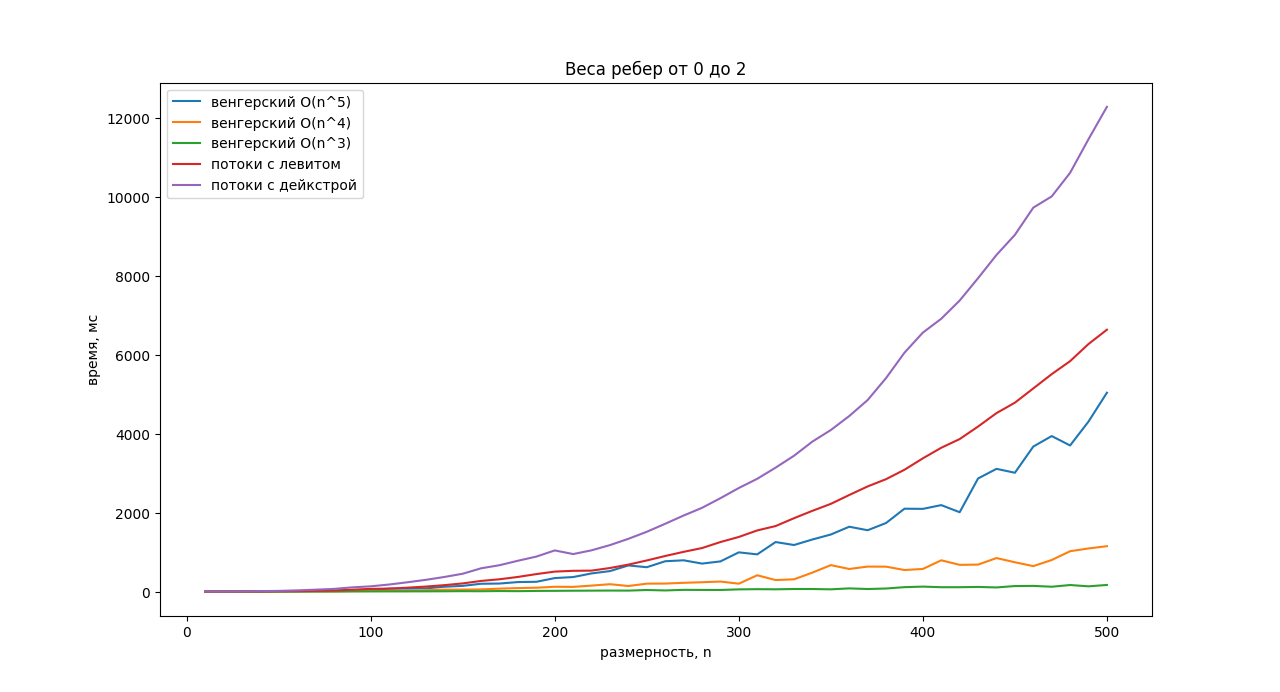 Веса ребер от 0 до 2
венгерский O(n^5)
венгерский O(n^4)
венгерский O(n^3)
потоки с левитом
потоки с дейкстрой
12000
10000
8000
6000
4000
2000
0
время, мс
0 100 200 300 400 500
размерность, n